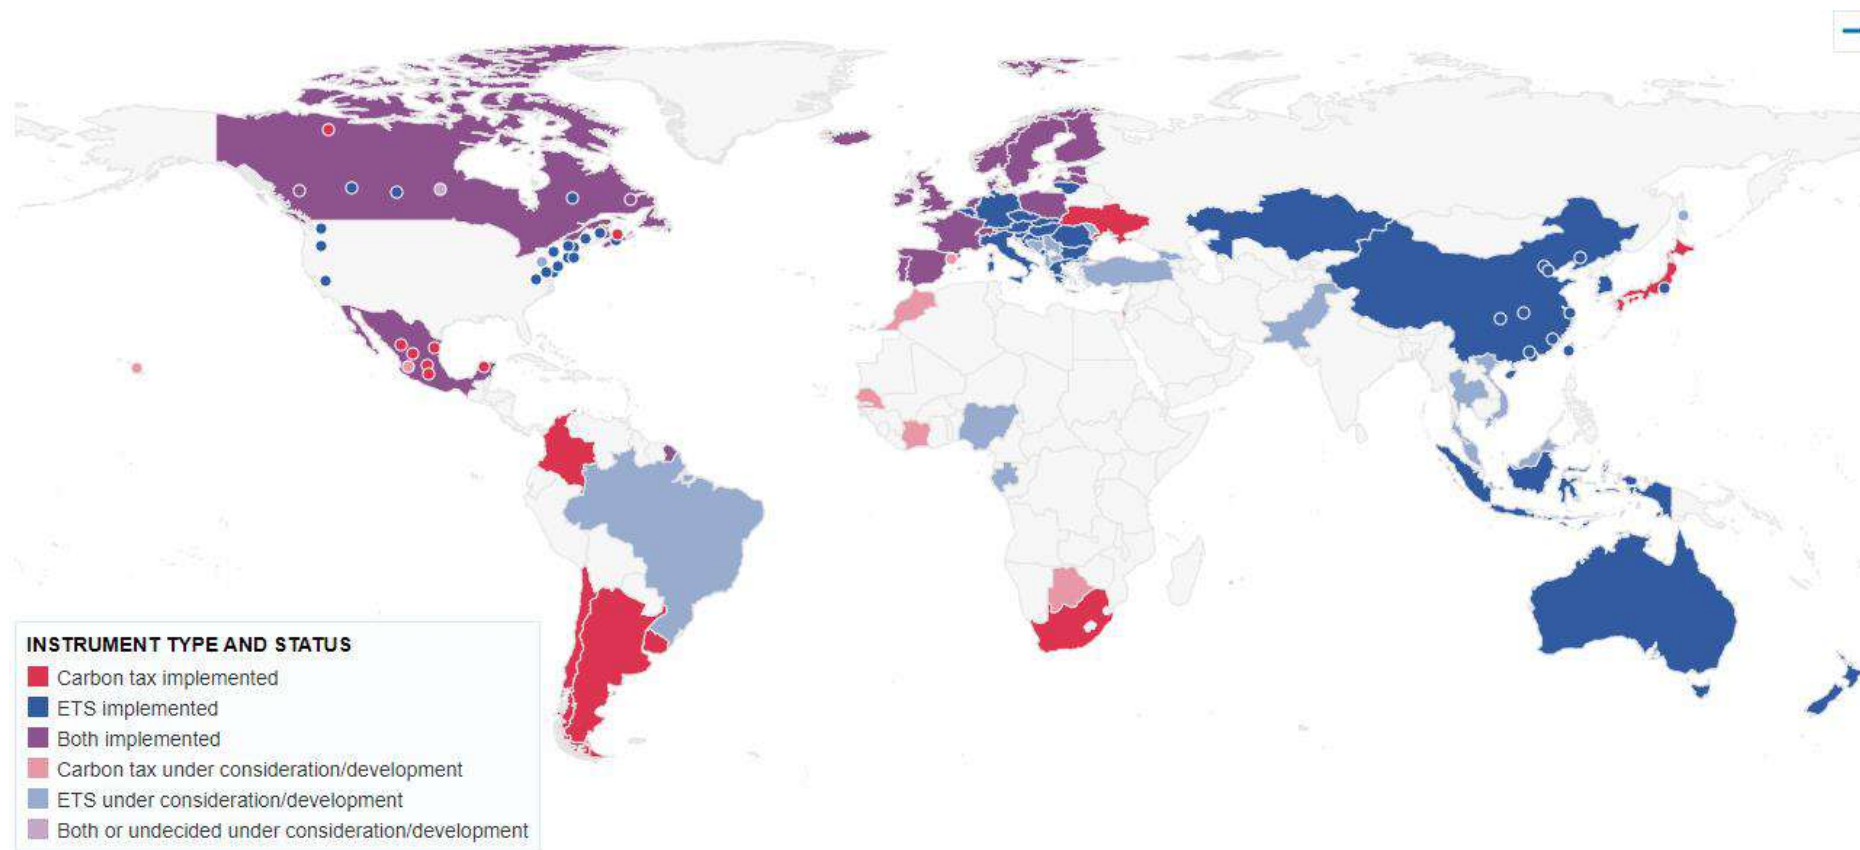 INSTRUMENT TYPE AND STATUS
Carbon tax implemented
ETS implemented
Both implemented
Carbon tax under consideration/development
ETS under consideration/development
Both or undecided under consideration/development